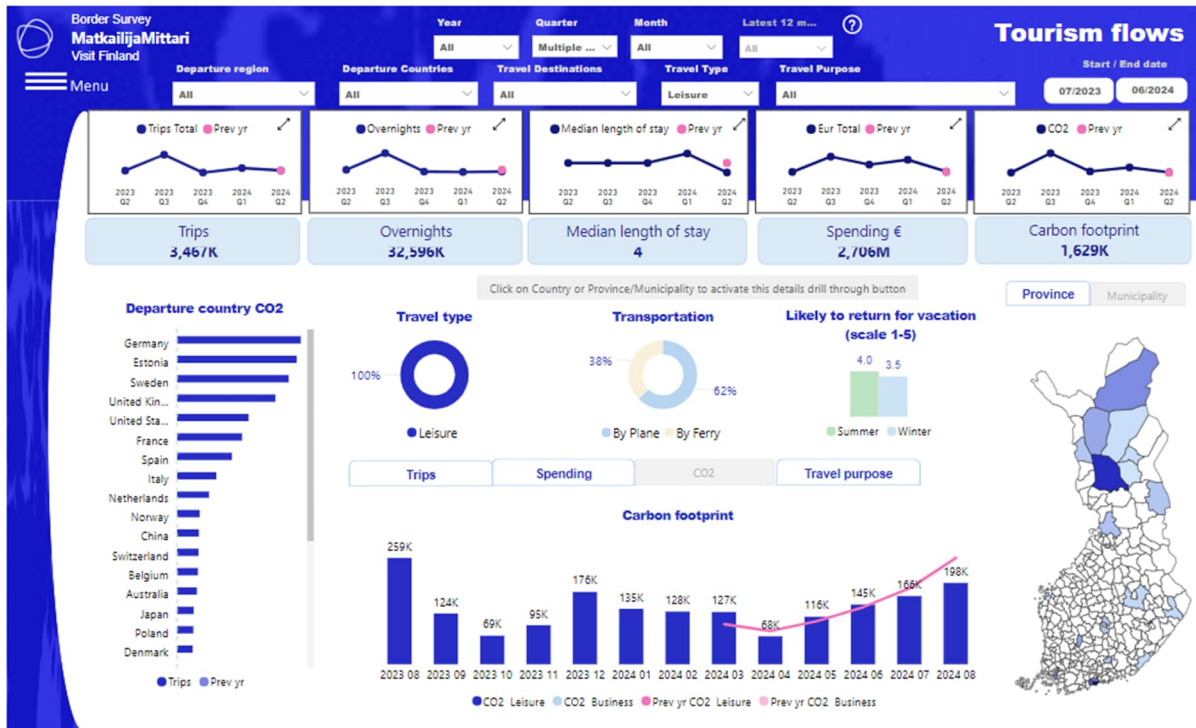 Border Survey
MatkailijaMittari
Visit Finland
Menu
Year
Quarter
Month
Latest 12 m...
?
All
Multiple ...
All
All
Tourism flows
Departure region
Departure Countries
Travel Destinations
Travel Type
Travel Purpose
All
All
All
Leisure
All
Start / End date
07/2023
06/2024
Trips Total Prev yr
2023 Q2
2023 Q3
2023 Q4
2024 Q1
2024 Q2
Overnights Prev yr
2023 Q2
2023 Q3
2023 Q4
2024 Q1
2024 Q2
Median length of stay Prev yr
2023 Q2
2023 Q3
2023 Q4
2024 Q1
2024 Q2
Eur Total Prev yr
2023 Q2
2023 Q3
2023 Q4
2024 Q1
2024 Q2
CO2 Prev yr
2023 Q2
2023 Q3
2023 Q4
2024 Q1
2024 Q2
Trips
3,467K
Overnights
32,596K
Median length of stay
4
Spending €
2,706M
Carbon footprint
1,629K
Click on Country or Province/Municipality to activate this details drill through button
Province
Municipality
Departure country CO2
Germany
Estonia
Sweden
United Kin...
United Sta...
France
Spain
Italy
Netherlands
Norway
China
Switzerland
Belgium
Australia
Japan
Poland
Denmark
Trips Prev yr
Travel type
100%
Leisure
Transportation
38%
62%
By Plane By Ferry
Likely to return for vacation
(scale 1-5)
4.0
3.5
Summer Winter
Trips
Spending
CO2
Travel purpose
Carbon footprint
259K
124K
69K
95K
176K
135K
128K
127K
68K
116K
145K
166K
198K
2023 08
2023 09
2023 10
2023 11
2023 12
2024 01
2024 02
2024 03
2024 04
2024 05
2024 06
2024 07
2024 08
CO2 Leisure CO2 Business Prev yr CO2 Leisure Prev yr CO2 Business